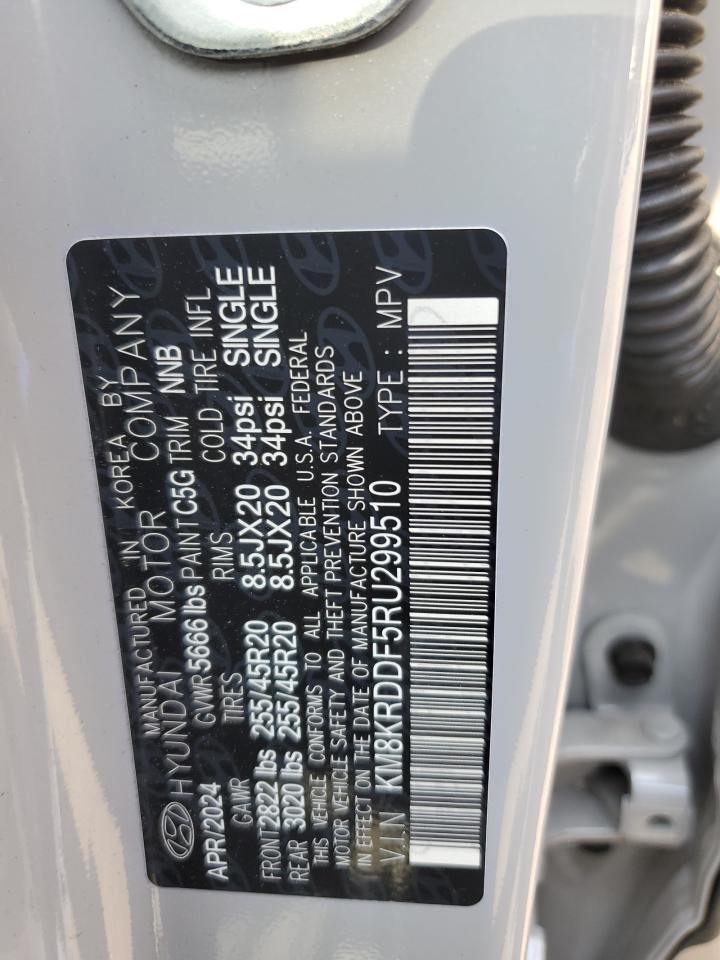 MANUFACTURED IN KOREA BY
HYUNDAI MOTOR COMPANY
APR/2024 GVWR 5666 lbs PAINT C5G TRIM NNB
GAWR TIRES RIMS COLD TIRE INFL
FRONT 2822 lbs 255/45R20 8.5JX20 34psi SINGLE
REAR 3020 lbs 255/45R20 8.5JX20 34psi SINGLE
THIS VEHICLE CONFORMS TO ALL APPLICABLE U.S.A. FEDERAL
MOTOR VEHICLE SAFETY AND THEFT PREVENTION STANDARDS
IN EFFECT ON THE DATE OF MANUFACTURE SHOWN ABOVE
V.I.N KM8KRDDF5RU299510 TYPE : MPV